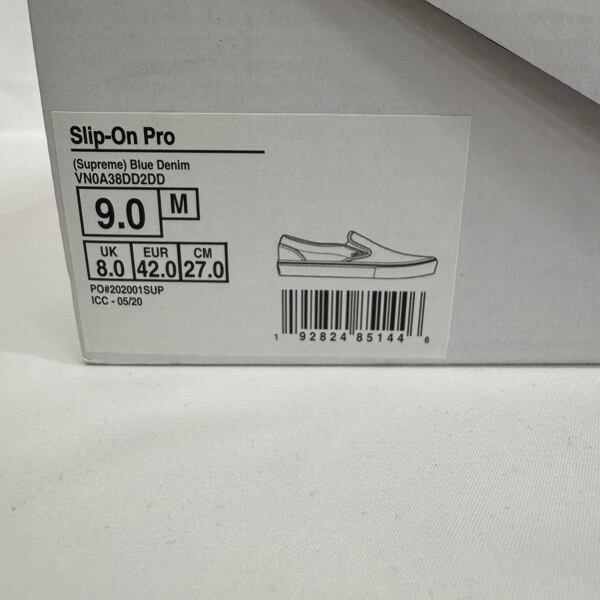 Slip-On Pro
(Supreme) Blue Denim
VN0A38DD2DD
9.0 M
UK EUR CM
8.0 42.0 27.0
PO#202001SUP
ICC - 05/20
1 92824 85144 6